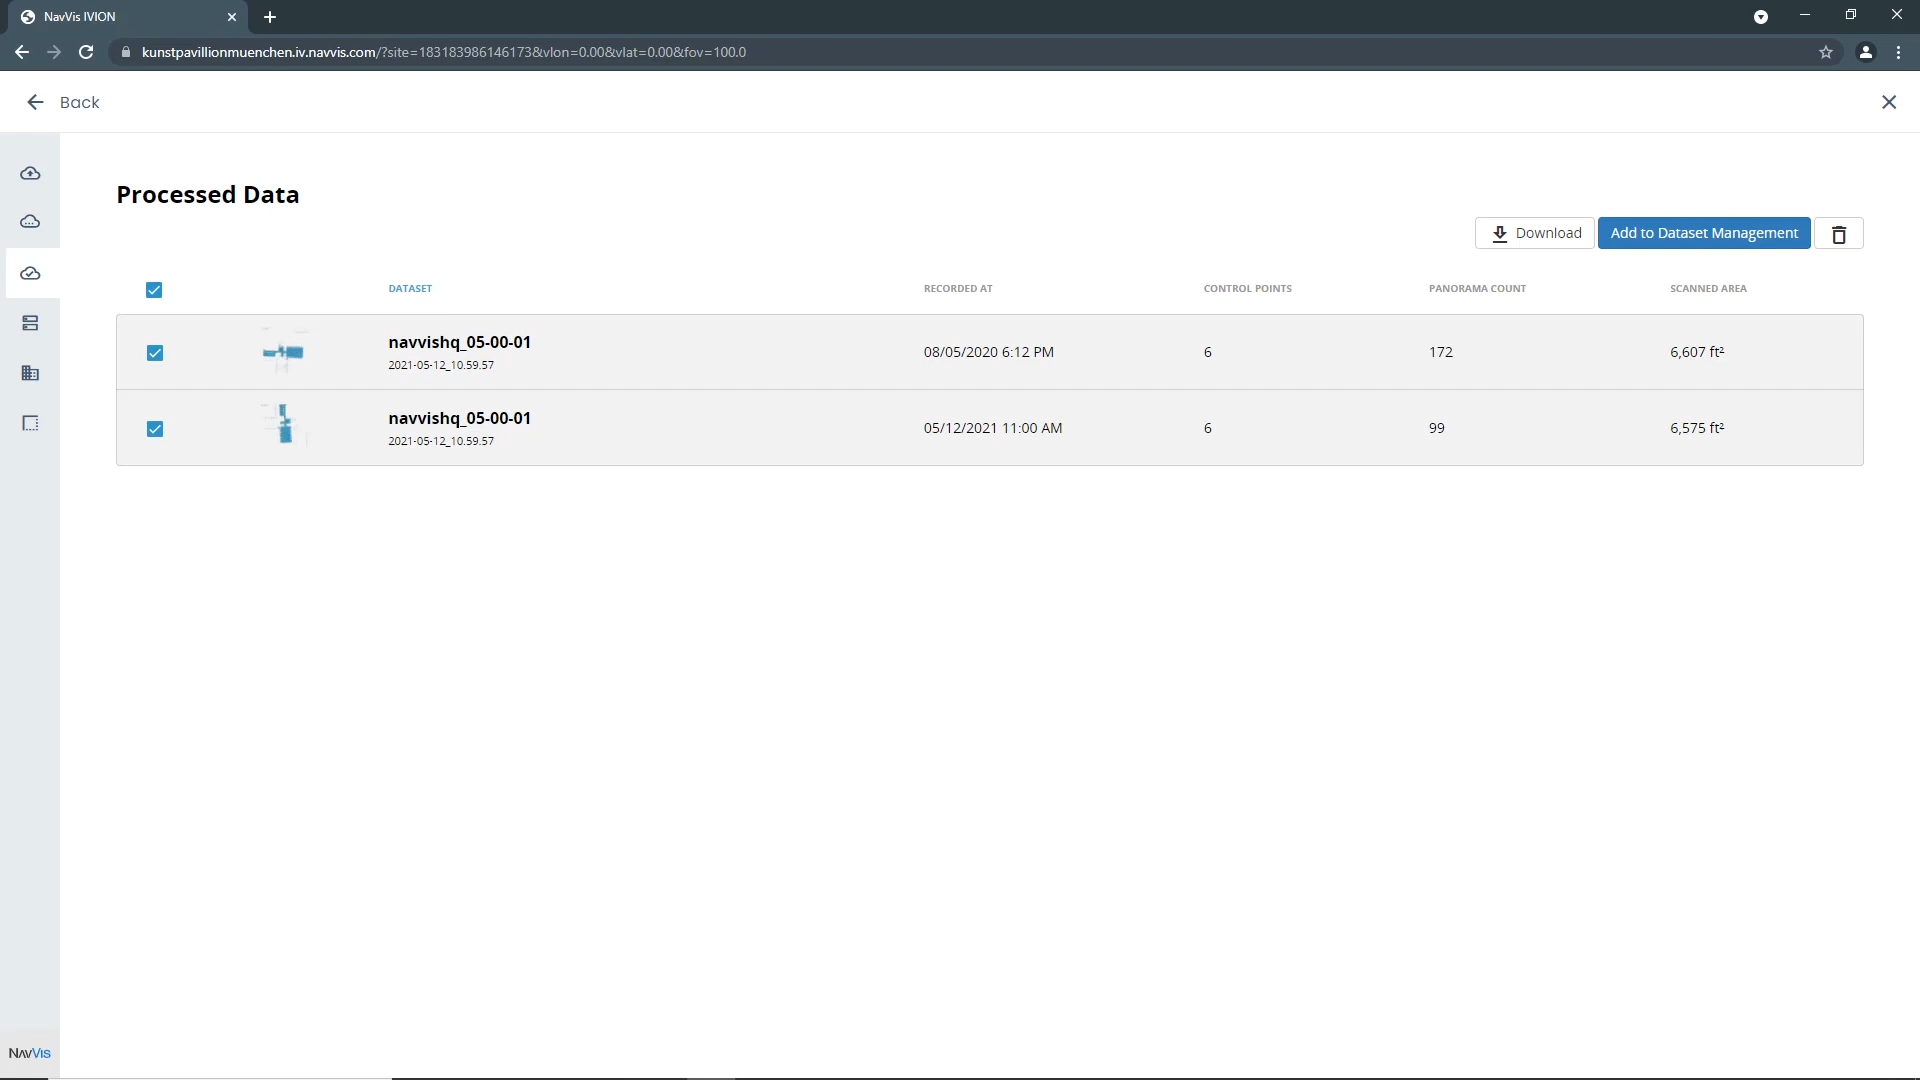 NavVis IVION
kunstpavillionmuenchen.iv.navvis.com/?site=183183986146173&vlon=0.00&vlat=0.00&fov=100.0
Back
Processed Data
Download Add to Dataset Management
DATASET RECORDED AT CONTROL POINTS PANORAMA COUNT SCANNED AREA
navvishq_05-00-01 08/05/2020 6:12 PM 6 172 6,607 ft²
2021-05-12_10.59.57
navvishq_05-00-01 05/12/2021 11:00 AM 6 99 6,575 ft²
2021-05-12_10.59.57
NAVVIS